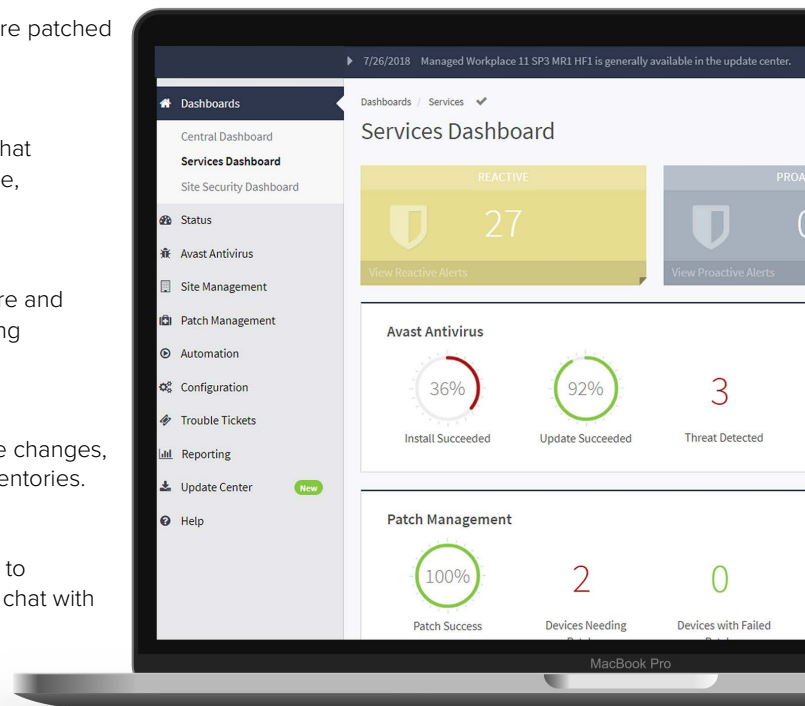 re patched
hat
e,
re and
ng
e changes,
entories.
to
chat with
7/26/2018 Managed Workplace 11 SP3 MR1 HF1 is generally available in the update center.
Dashboards
Central Dashboard
Services Dashboard
Site Security Dashboard
Status
Avast Antivirus
Site Management
Patch Management
Automation
Configuration
Trouble Tickets
Reporting
Update Center New
Help
Dashboards / Services
Services Dashboard
REACTIVE
27
View Reactive Alerts
PROA
View Proactive Alerts
Avast Antivirus
36%
Install Succeeded
92%
Update Succeeded
3
Threat Detected
Patch Management
100%
Patch Success
2
Devices Needing
0
Devices with Failed
MacBook Pro